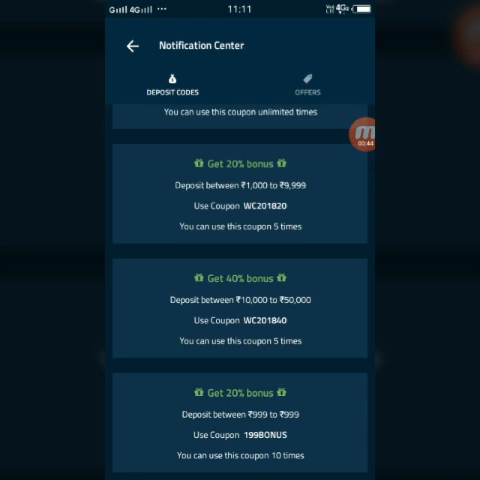 11:11
Notification Center
DEPOSIT CODES
OFFERS
You can use this coupon unlimited times
00:44
Get 20% bonus
Deposit between ₹1,000 to ₹9,999
Use Coupon WC201820
You can use this coupon 5 times
Get 40% bonus
Deposit between ₹10,000 to ₹50,000
Use Coupon WC201840
You can use this coupon 5 times
Get 20% bonus
Deposit between ₹999 to ₹999
Use Coupon 199BONUS
You can use this coupon 10 times